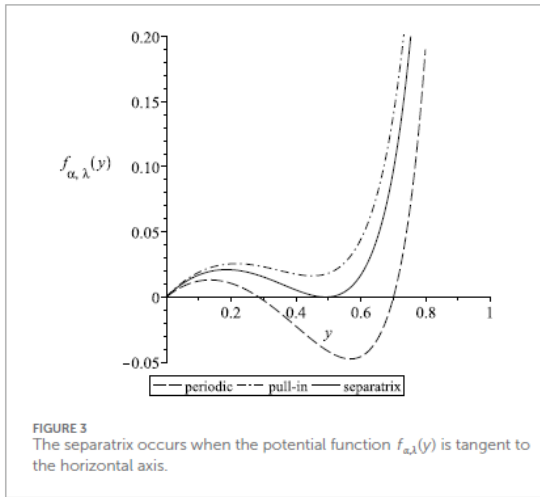 0.20
0.15
f α, λ (y) 0.10
0.05
0
0.2 0.4 0.6 0.8 1
y
−0.05
periodic pull-in separatrix
FIGURE 3
The separatrix occurs when the potential function fα,λ(y) is tangent to
the horizontal axis.